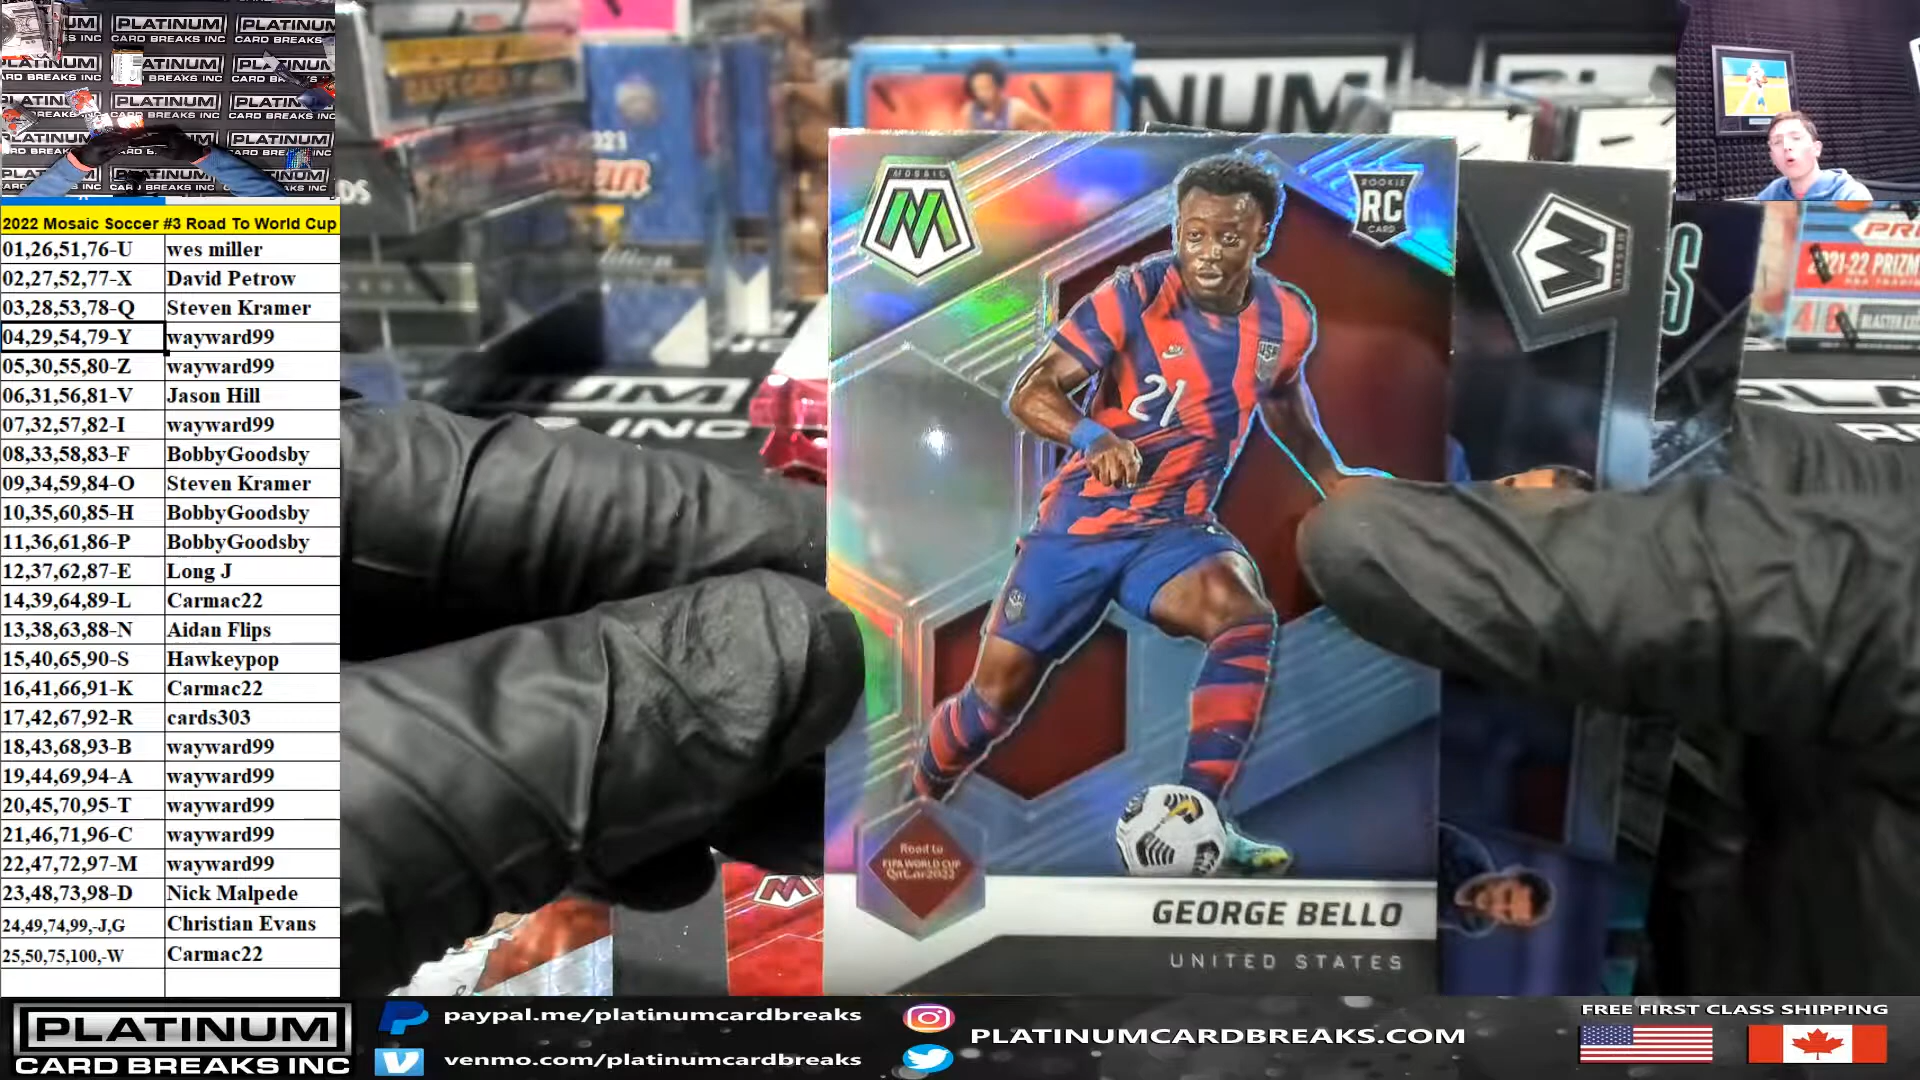 2022 Mosaic Soccer #3 Road To World Cup
01,26,51,76-U wes miller
02,27,52,77-X David Petrow
03,28,53,78-Q Steven Kramer
04,29,54,79-Y wayward99
05,30,55,80-Z wayward99
06,31,56,81-V Jason Hill
07,32,57,82-I wayward99
08,33,58,83-F BobbyGoodsby
09,34,59,84-O Steven Kramer
10,35,60,85-H BobbyGoodsby
11,36,61,86-P BobbyGoodsby
12,37,62,87-E Long J
14,39,64,89-L Carmac22
13,38,63,88-N Aidan Flips
15,40,65,90-S Hawkeypop
16,41,66,91-K Carmac22
17,42,67,92-R cards303
18,43,68,93-B wayward99
19,44,69,94-A wayward99
20,45,70,95-T wayward99
21,46,71,96-C wayward99
22,47,72,97-M wayward99
23,48,73,98-D Nick Malpede
24,49,74,99,-J,G Christian Evans
25,50,75,100,-W Carmac22
MOSAIC
ROOKIE
RC
CARD
21
USA
Road to
FIFA WORLD CUP
Qatar2022
GEORGE BELLO
UNITED STATES
PLATINUM
CARD BREAKS INC
paypal.me/platinumcardbreaks
venmo.com/platinumcardbreaks
PLATINUMCARDBREAKS.COM
FREE FIRST CLASS SHIPPING